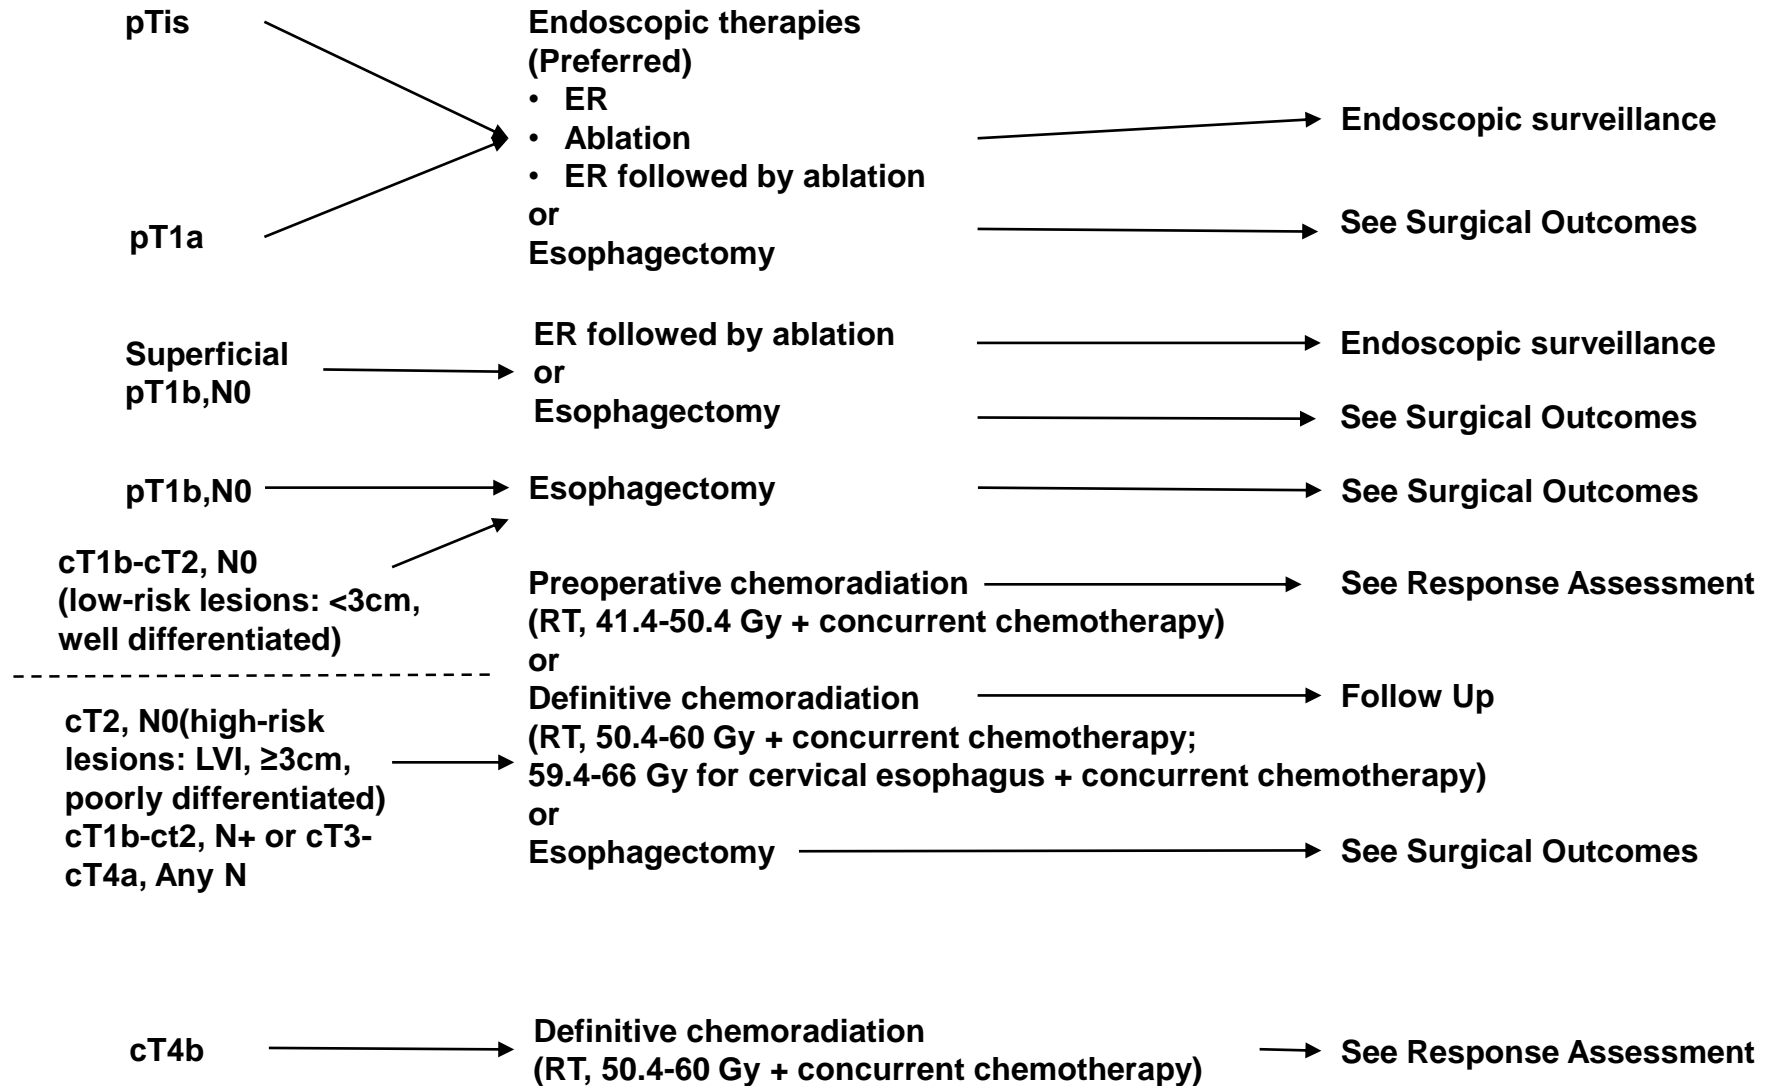 pTis
Endoscopic therapies
(Preferred)
• ER
• Ablation
• ER followed by ablation
or
Esophagectomy
Endoscopic surveillance
pT1a
See Surgical Outcomes
Superficial
pT1b,N0
ER followed by ablation
or
Esophagectomy
Endoscopic surveillance
See Surgical Outcomes
pT1b,N0
Esophagectomy
See Surgical Outcomes
cT1b-cT2, N0
(low-risk lesions: <3cm,
well differentiated)
Preoperative chemoradiation
(RT, 41.4-50.4 Gy + concurrent chemotherapy)
or
Definitive chemoradiation
(RT, 50.4-60 Gy + concurrent chemotherapy;
59.4-66 Gy for cervical esophagus + concurrent chemotherapy)
or
Esophagectomy
See Response Assessment
Follow Up
See Surgical Outcomes
cT2, N0(high-risk
lesions: LVI, ≥3cm,
poorly differentiated)
cT1b-ct2, N+ or cT3-
cT4a, Any N
cT4b
Definitive chemoradiation
(RT, 50.4-60 Gy + concurrent chemotherapy)
See Response Assessment